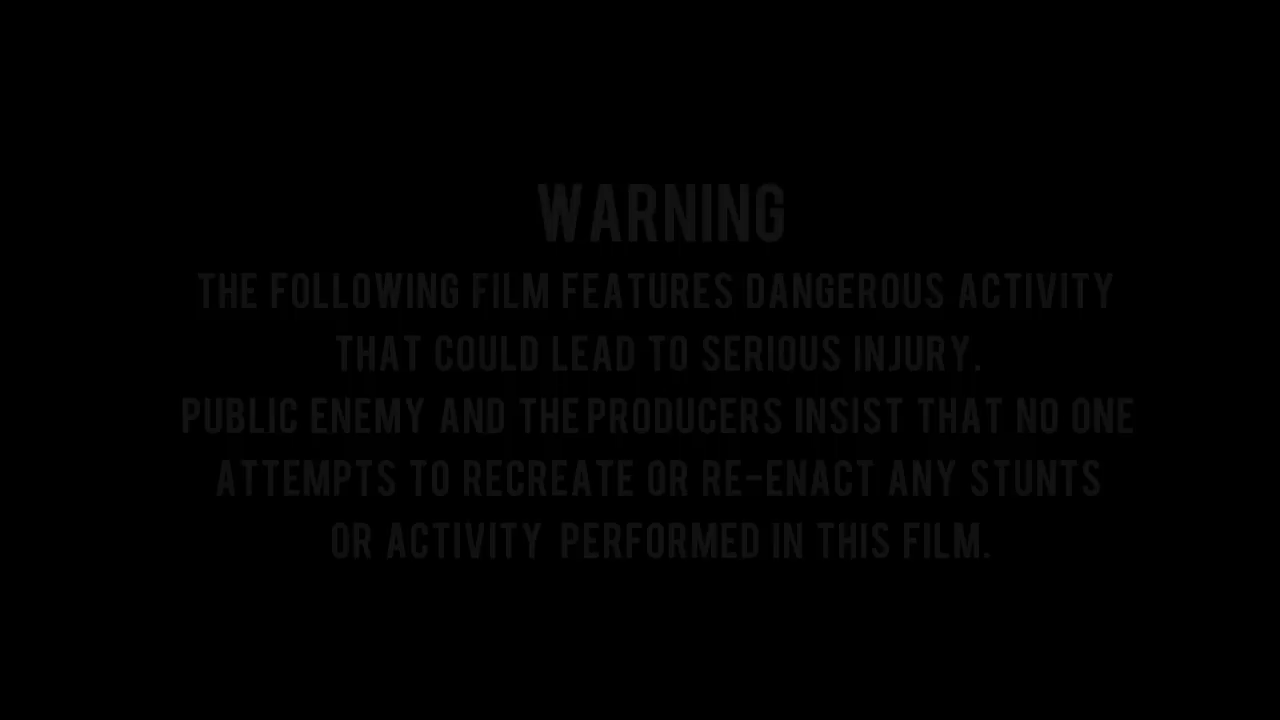 WARNING
THE FOLLOWING FILM FEATURES DANGEROUS ACTIVITY
THAT COULD LEAD TO SERIOUS INJURY.
PUBLIC ENEMY AND THE PRODUCERS INSIST THAT NO ONE
ATTEMPTS TO RECREATE OR RE-ENACT ANY STUNTS
OR ACTIVITY PERFORMED IN THIS FILM.